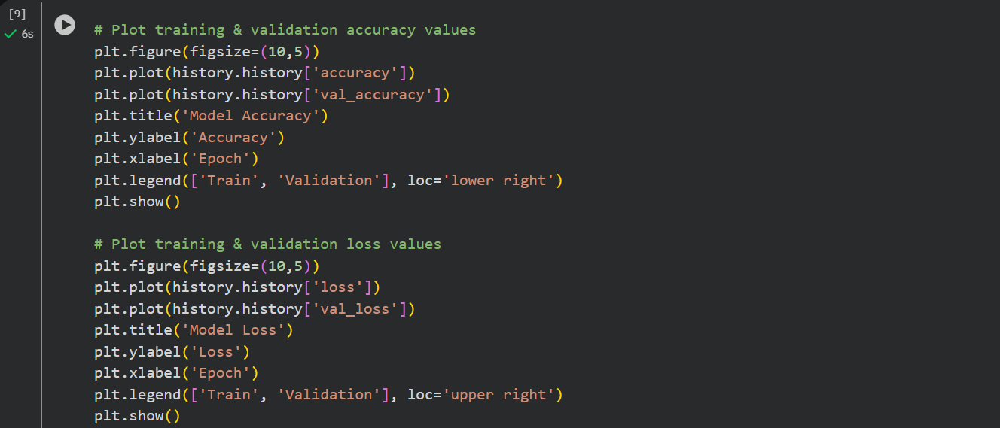 [9]
6s
# Plot training & validation accuracy values
plt.figure(figsize=(10,5))
plt.plot(history.history['accuracy'])
plt.plot(history.history['val_accuracy'])
plt.title('Model Accuracy')
plt.ylabel('Accuracy')
plt.xlabel('Epoch')
plt.legend(['Train', 'Validation'], loc='lower right')
plt.show()
# Plot training & validation loss values
plt.figure(figsize=(10,5))
plt.plot(history.history['loss'])
plt.plot(history.history['val_loss'])
plt.title('Model Loss')
plt.ylabel('Loss')
plt.xlabel('Epoch')
plt.legend(['Train', 'Validation'], loc='upper right')
plt.show()